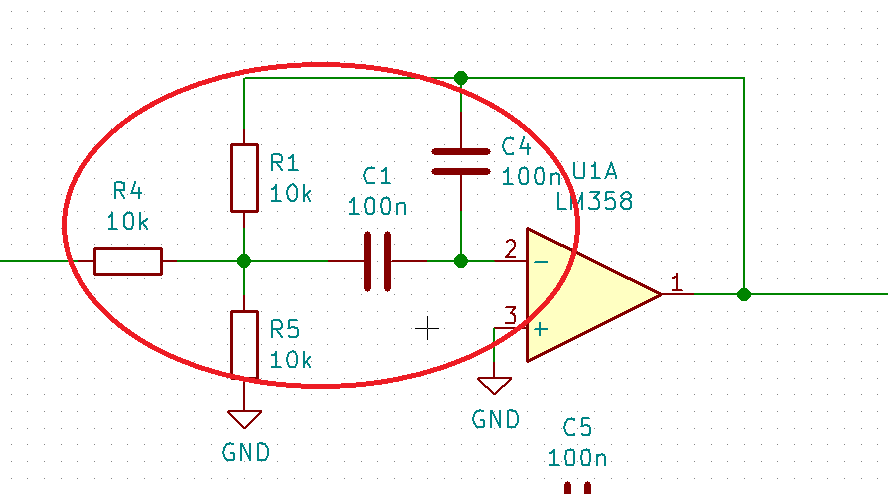 R4
10k
R1
10k
C1
100n
C4
100n
U1A
LM358
2
-
3
+
1
R5
10k
GND
GND
C5
100n